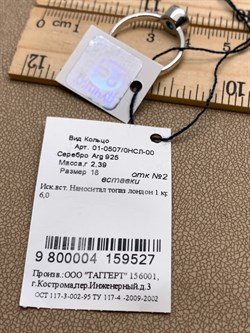 Вид Кольцо
Арт. 01-0507/0НСЛ-00
Серебро Arg 925
Масса,г 2,39
Размер 18
отк №2
вставки
Иск.вст. Наноситал топаз лондон 1 кр
6,0
9 800004 159527
Произв.:ООО "ТАГГЕРТ" 156001,
г.Кострома,пер.Инженерный,д.3
ОСТ 117-3-002-95 ТУ 117-4.-2009-2002